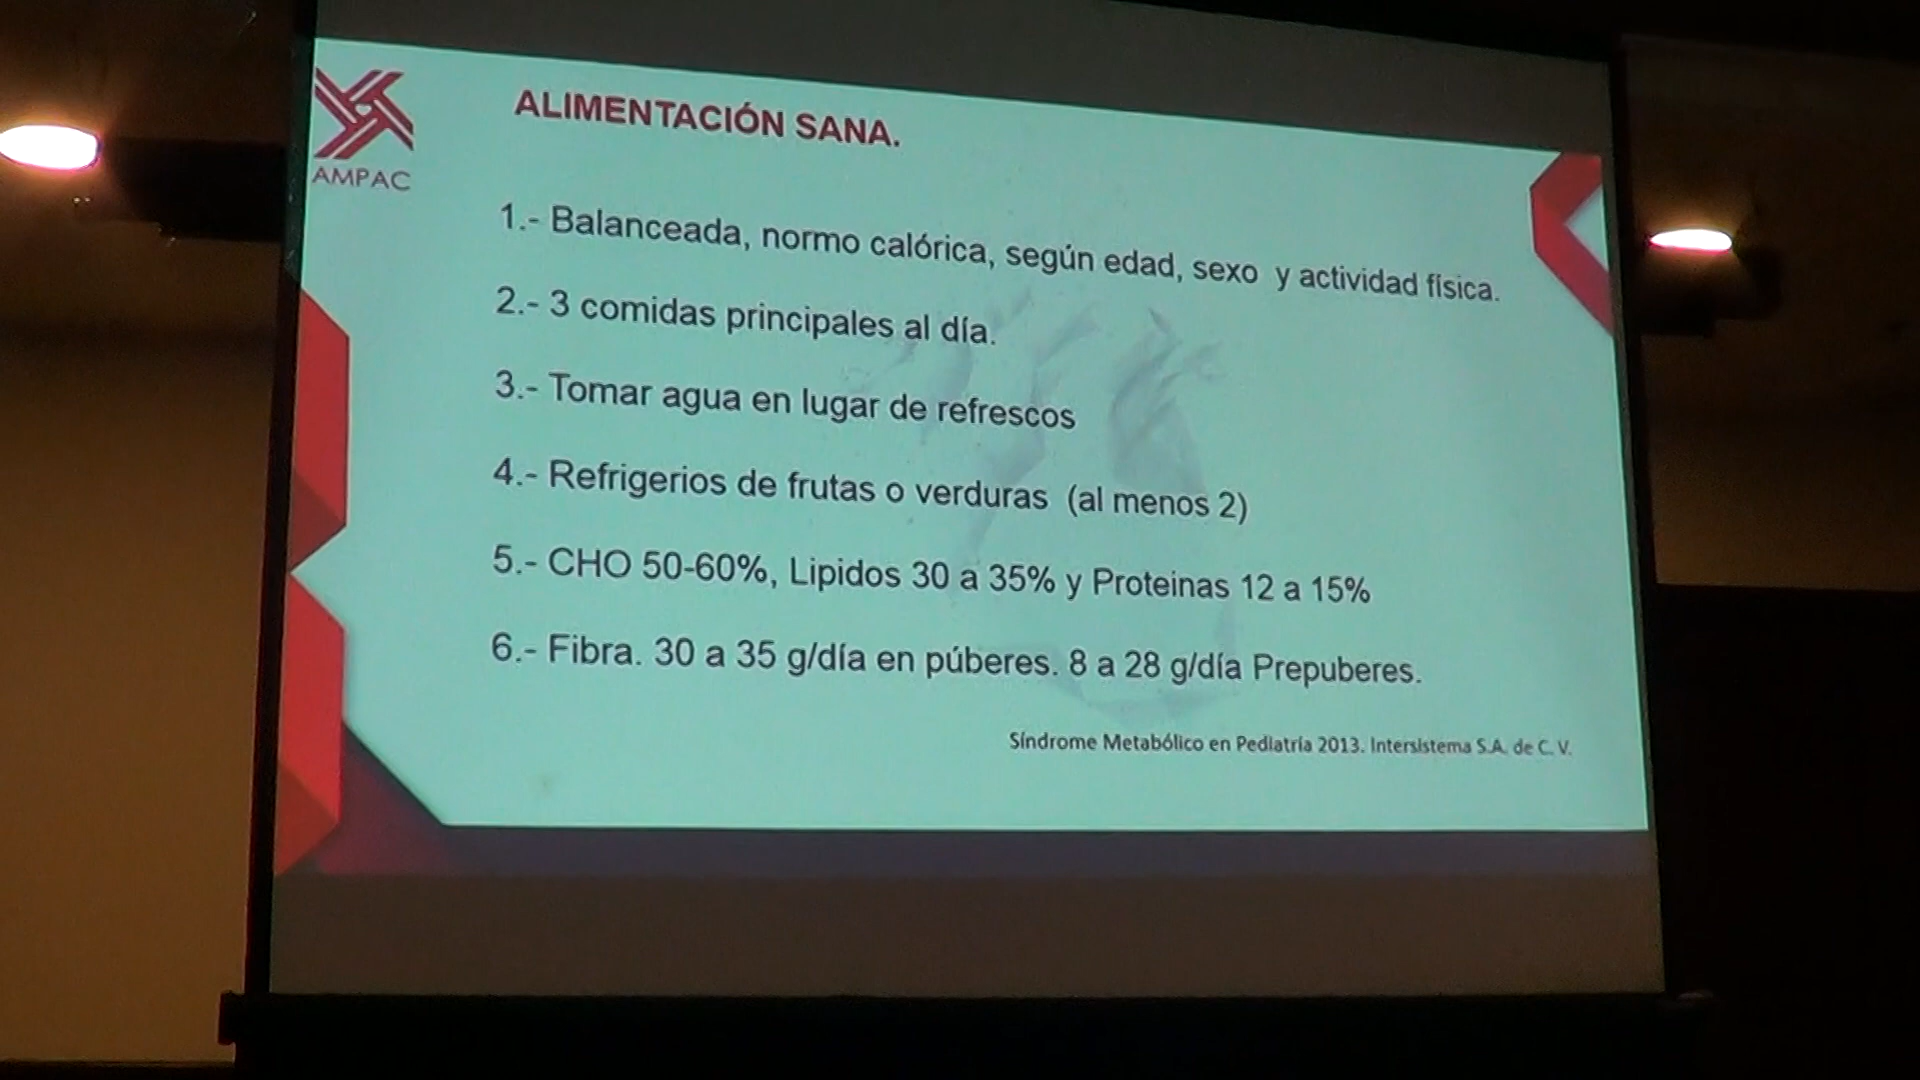 AMPAC
ALIMENTACIÓN SANA.
1.- Balanceada, normo calórica, según edad, sexo y actividad física.
2.- 3 comidas principales al día.
3.- Tomar agua en lugar de refrescos
4.- Refrigerios de frutas o verduras (al menos 2)
5.- CHO 50-60%, Lipidos 30 a 35% y Proteinas 12 a 15%
6.- Fibra. 30 a 35 g/día en púberes. 8 a 28 g/día Prepuberes.
Síndrome Metabólico en Pediatría 2013. Intersistema S.A. de C. V.